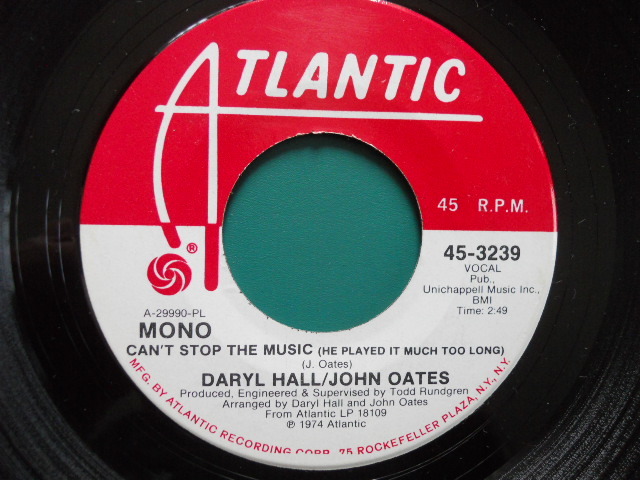 ATLANTIC
45 R.P.M.
®
45-3239
VOCAL
Pub.,
Unichappell Music Inc.,
BMI
Time: 2:49
A-29990-PL
MONO
CAN'T STOP THE MUSIC (HE PLAYED IT MUCH TOO LONG)
(J. Oates)
DARYL HALL/JOHN OATES
Produced, Engineered & Supervised by Todd Rundgren
Arranged by Daryl Hall and John Oates
From Atlantic LP 18109
℗ 1974 Atlantic
MFG. BY ATLANTIC RECORDING CORP., 75 ROCKEFELLER PLAZA, N.Y., N.Y.